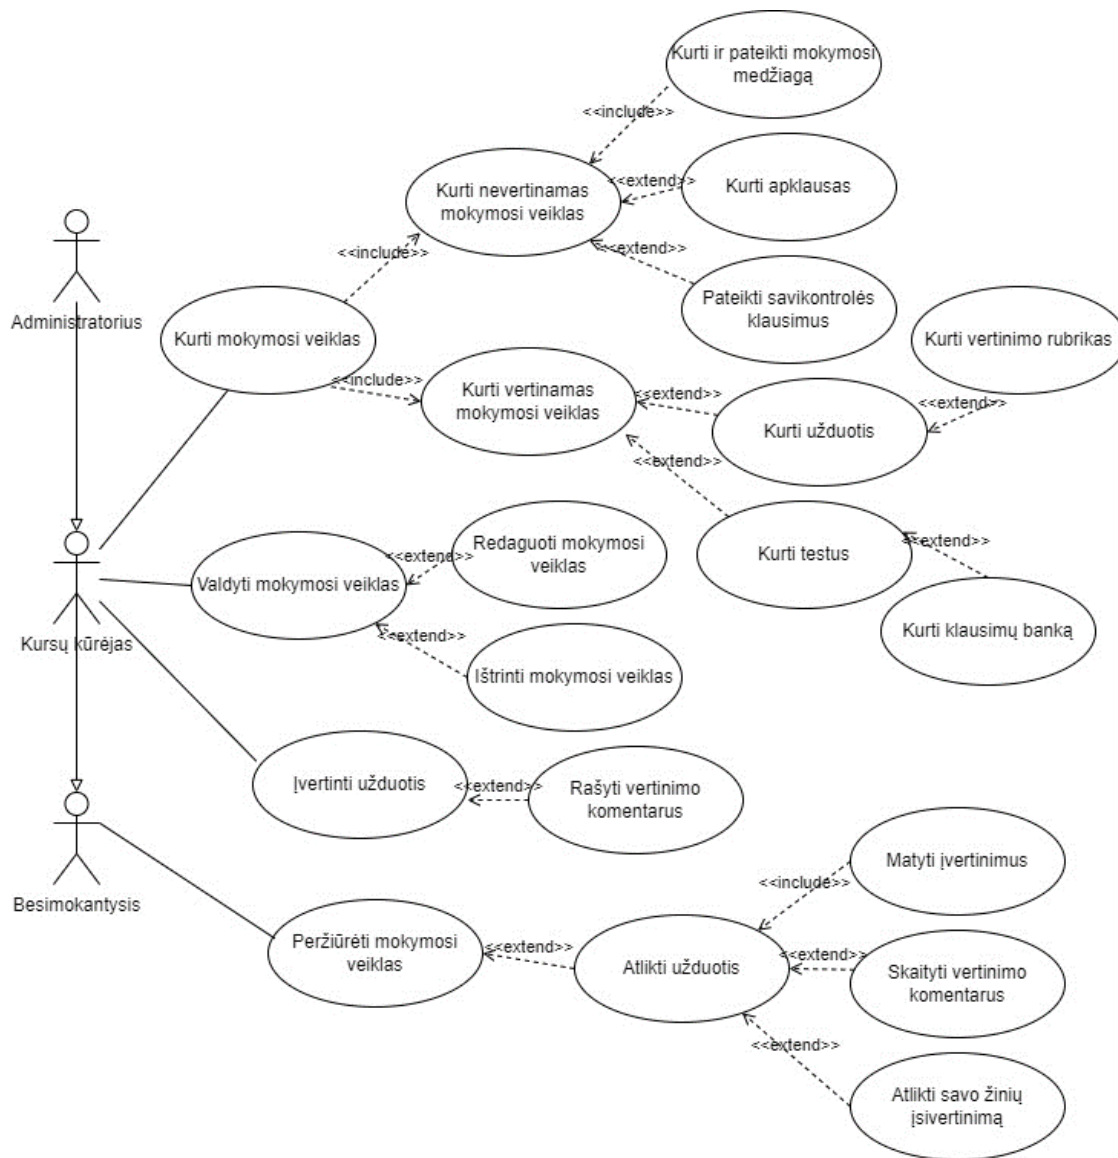 Kurti ir pateikti mokymosi
medžiagą
<<include>>
Kurti nevertinamas
mokymosi veiklas
<<extend>>
Kurti apklausas
<<include>>
<<extend>>
Pateikti savikontrolės
klausimus
Administratorius
Kurti mokymosi veiklas
Kurti vertinimo rubrikas
<<include>>
Kurti vertinamas
mokymosi veiklas
<<extend>>
Kurti užduotis
<<extend>>
<<extend>>
Redaguoti mokymosi
veiklas
<<extend>>
Kurti testus
<<extend>>
Valdyti mokymosi veiklas
Kursų kūrėjas
<<extend>>
Kurti klausimų banką
Ištrinti mokymosi veiklas
Įvertinti užduotis
<<extend>>
Rašyti vertinimo
komentarus
Besimokantysis
Matyti įvertinimus
<<include>>
Peržiūrėti mokymosi
veiklas
<<extend>>
Atlikti užduotis
<<extend>>
Skaityti vertinimo
komentarus
<<extend>>
Atlikti savo žinių
įsivertinimą